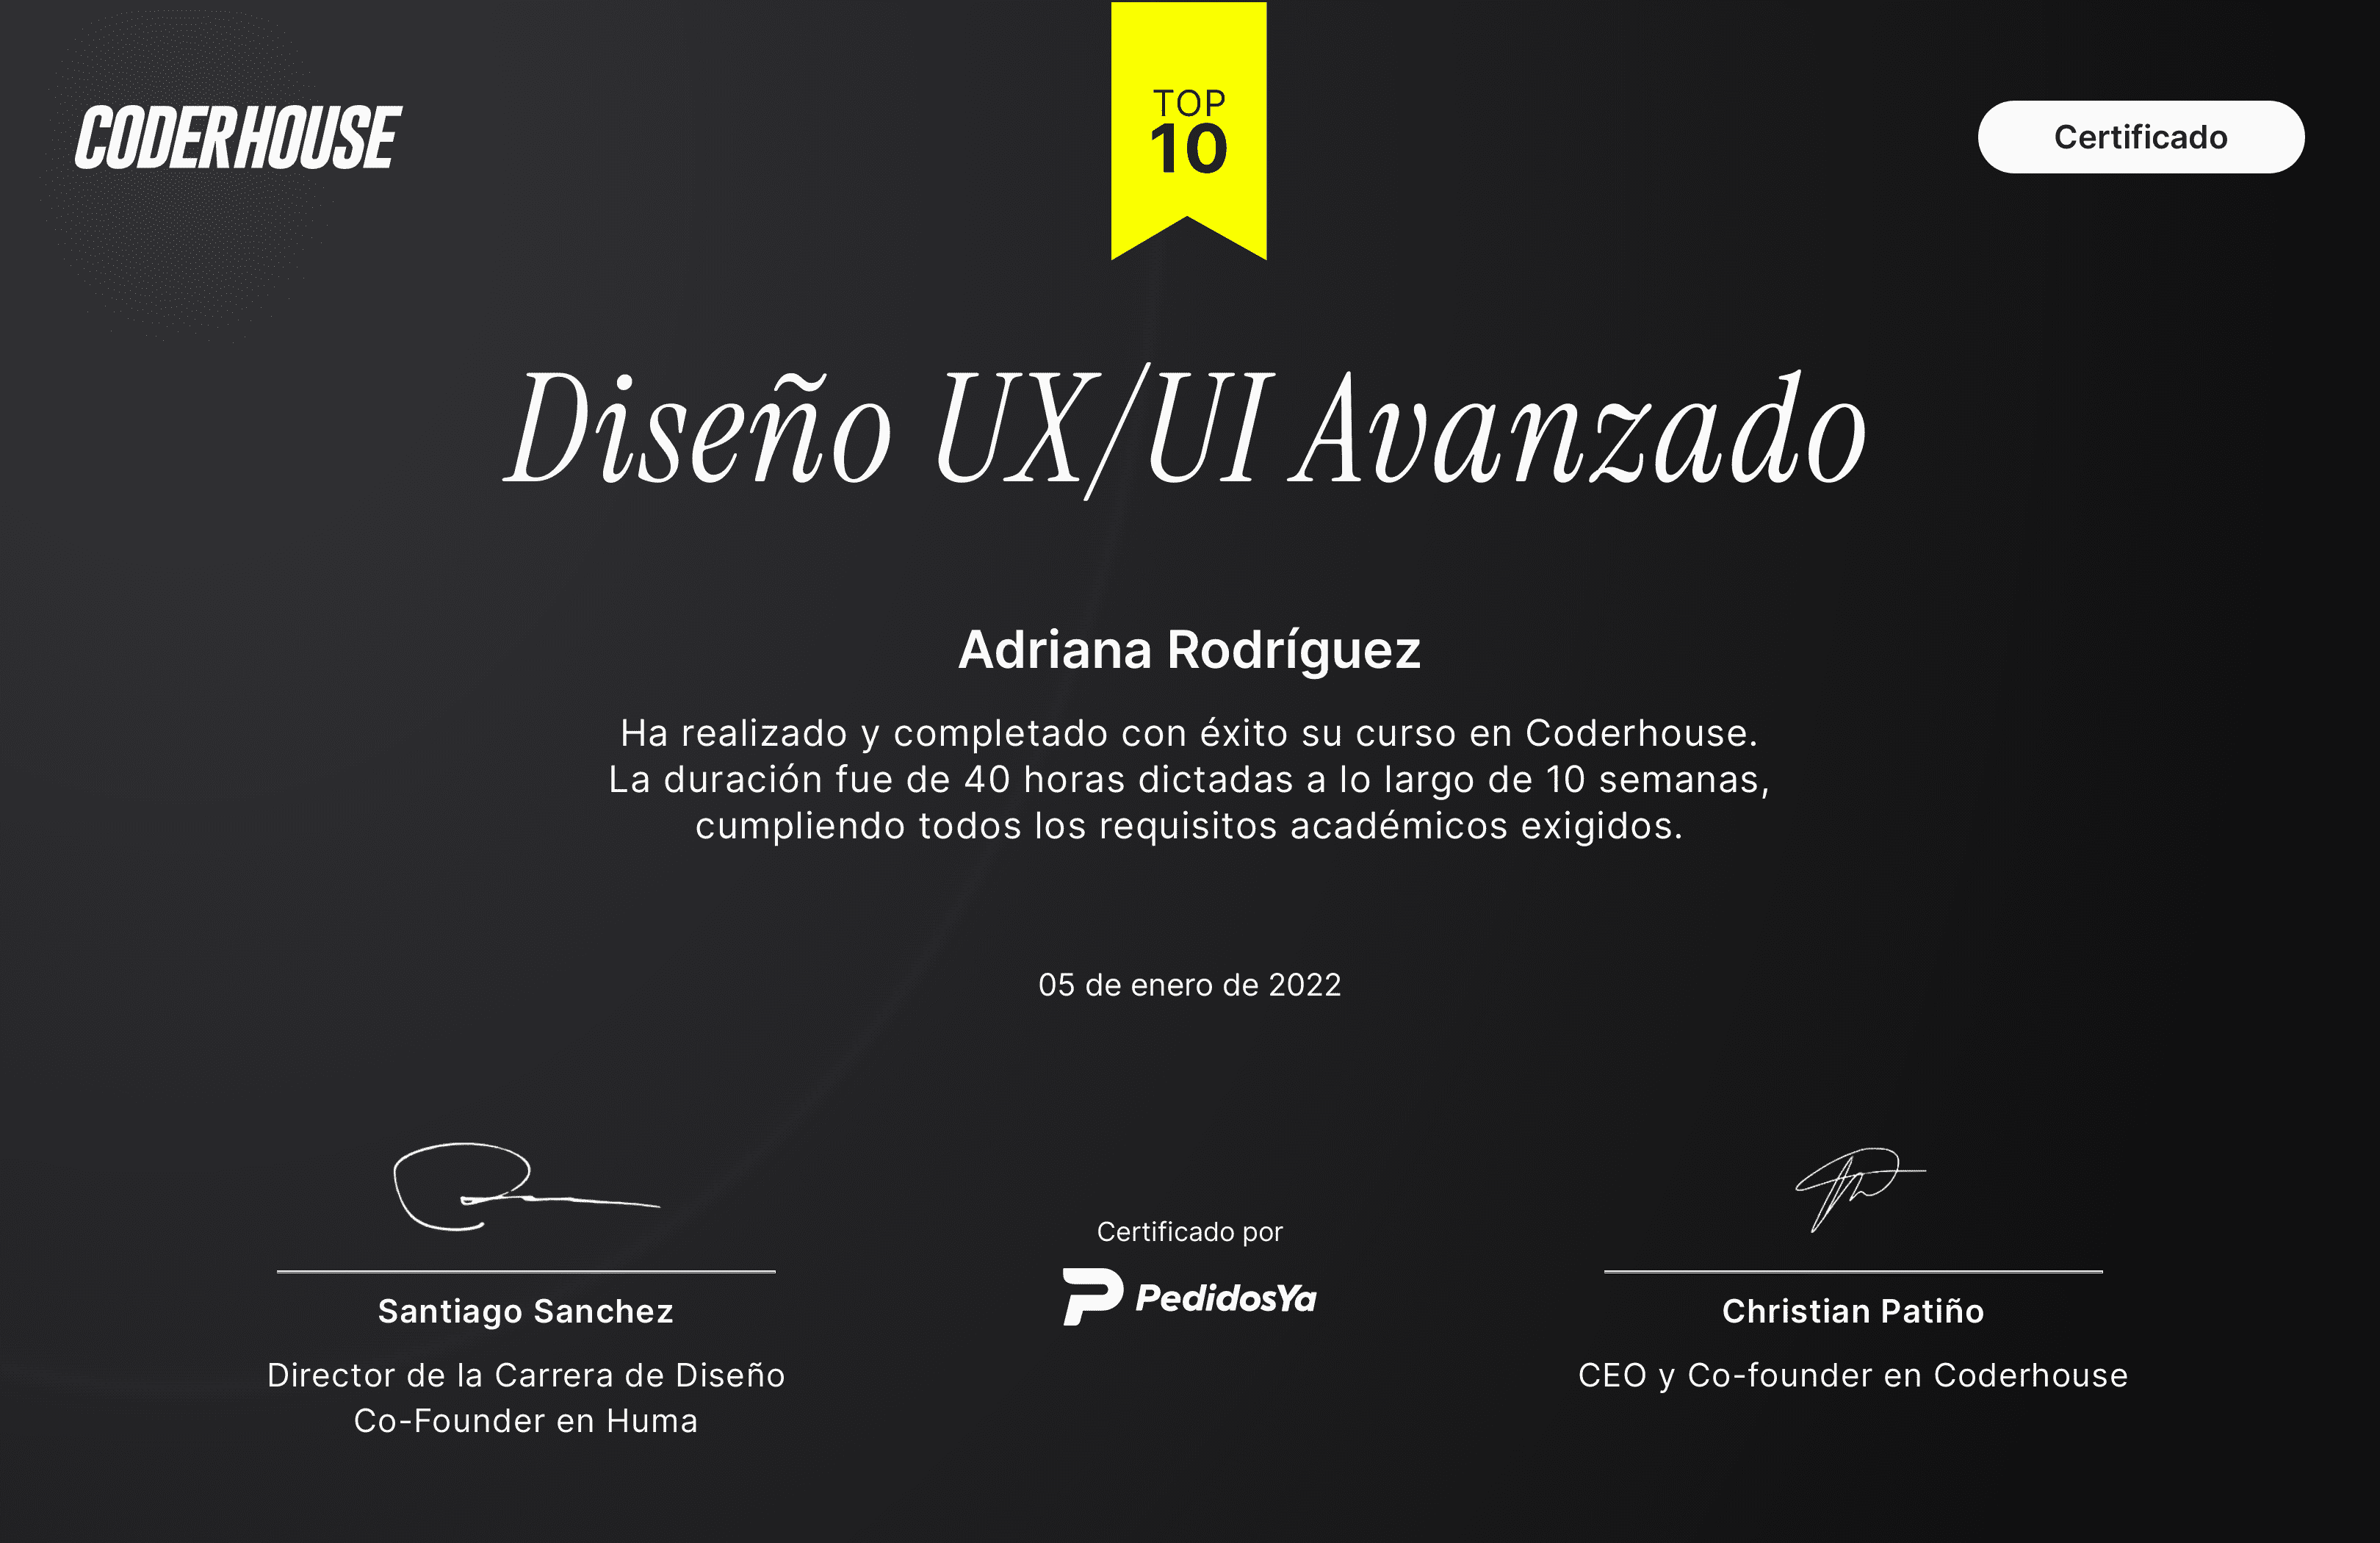 CODERHOUSE
TOP
10
Certificado
Diseño UX/UI Avanzado
Adriana Rodríguez
Ha realizado y completado con éxito su curso en Coderhouse.
La duración fue de 40 horas dictadas a lo largo de 10 semanas,
cumpliendo todos los requisitos académicos exigidos.
05 de enero de 2022
Santiago Sanchez
Director de la Carrera de Diseño
Co-Founder en Huma
Certificado por
PedidosYa
Christian Patiño
CEO y Co-founder en Coderhouse